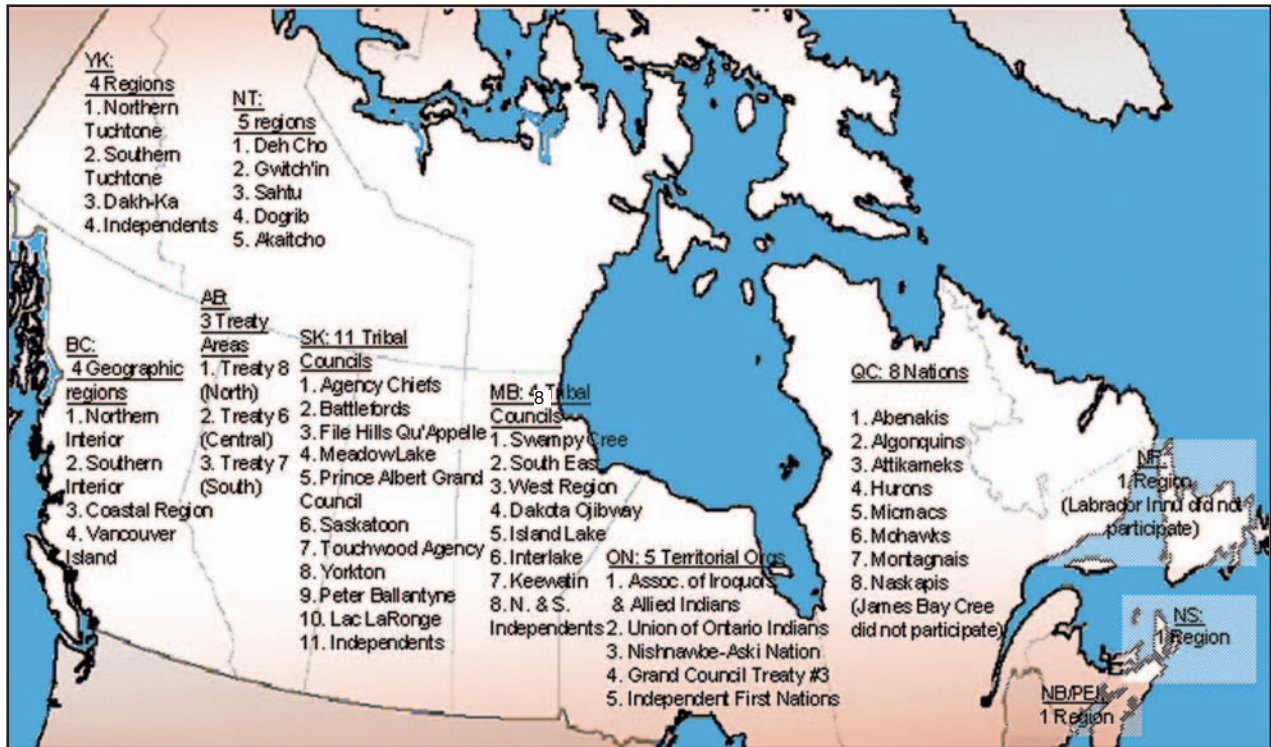 YK:
4 Regions
1. Northern
Tuchtone
2. Southern
Tuchtone
3. Dakh-Ka
4. Independents
NT:
5 regions
1. Deh Cho
2. Gwitch'in
3. Sahtu
4. Dogrib
5. Akaitcho
BC:
4 Geographic
regions
1. Northern
Interior
2. Southern
Interior
3. Coastal Region
4. Vancouver
Island
AB:
3 Treaty
Areas
1. Treaty 8
(North)
2. Treaty 6
(Central)
3. Treaty 7
(South)
SK: 11 Tribal
Councils
1. Agency Chiefs
2. Battlefords
3. File Hills Qu'Appelle
4. MeadowLake
5. Prince Albert Grand
Council
6. Saskatoon
7. Touchwood Agency
8. Yorkton
9. Peter Ballantyne
10. Lac LaRonge
11. Independents
MB: 8 Tribal
Councils
1. Swampy Cree
2. South East
3. West Region
4. Dakota Ojibway
5. Island Lake
6. Interlake
7. Keewatin
8. N. & S.
Independents
ON: 5 Territorial Orgs
1. Assoc. of Iroquois
& Allied Indians
2. Union of Ontario Indians
3. Nishnawbe-Aski Nation
4. Grand Council Treaty #3
5. Independent First Nations
QC: 8 Nations
1. Abenakis
2. Algonquins
3. Attikameks
4. Hurons
5. Micmacs
6. Mohawks
7. Montagnais
8. Naskapis
(James Bay Cree
did not participate)
NF:
1 Region
(Labrador Innu did not
participate)
NS:
1 Region
NB/PEI:
1 Region